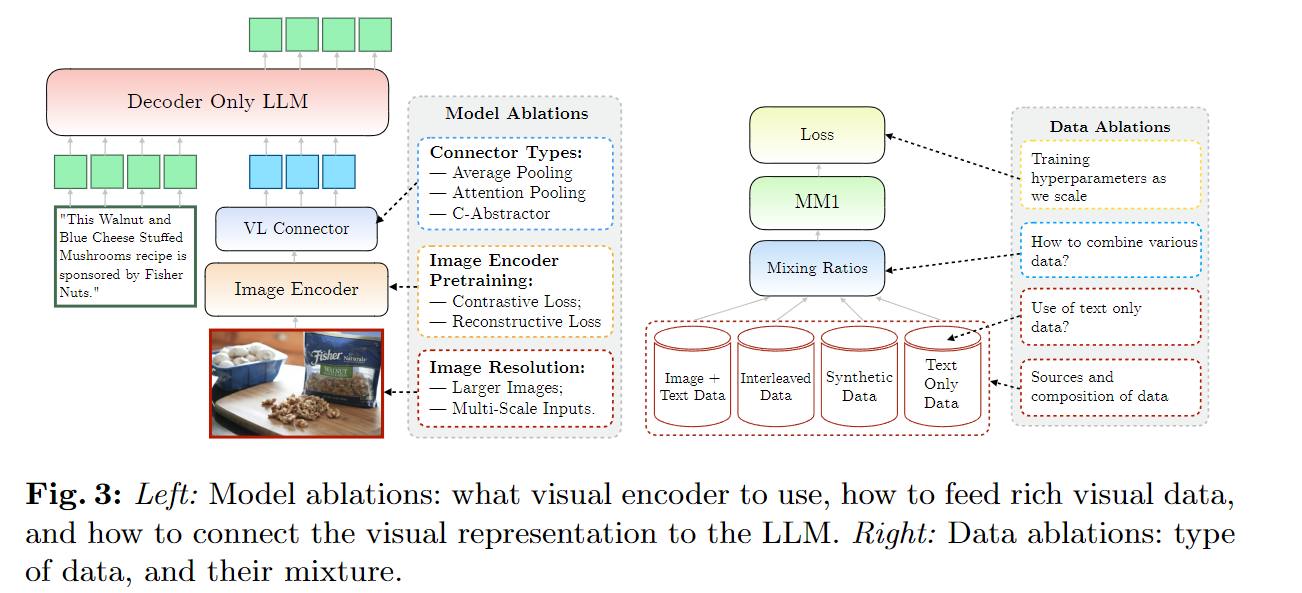 Decoder Only LLM
"This Walnut and
Blue Cheese Stuffed
Mushrooms recipe is
sponsored by Fisher
Nuts."
VL Connector
Image Encoder
Fisher
Naturals
WALNUT
Model Ablations
Connector Types:
— Average Pooling
— Attention Pooling
— C-Abstractor
Image Encoder
Pretraining:
— Contrastive Loss;
— Reconstructive Loss
Image Resolution:
— Larger Images;
— Multi-Scale Inputs.
Loss
MM1
Mixing Ratios
Image +
Text Data
Interleaved
Data
Synthetic
Data
Text
Only
Data
Data Ablations
Training
hyperparameters as
we scale
How to combine various
data?
Use of text only
data?
Sources and
composition of data
Fig. 3: Left: Model ablations: what visual encoder to use, how to feed rich visual data,
and how to connect the visual representation to the LLM. Right: Data ablations: type
of data, and their mixture.